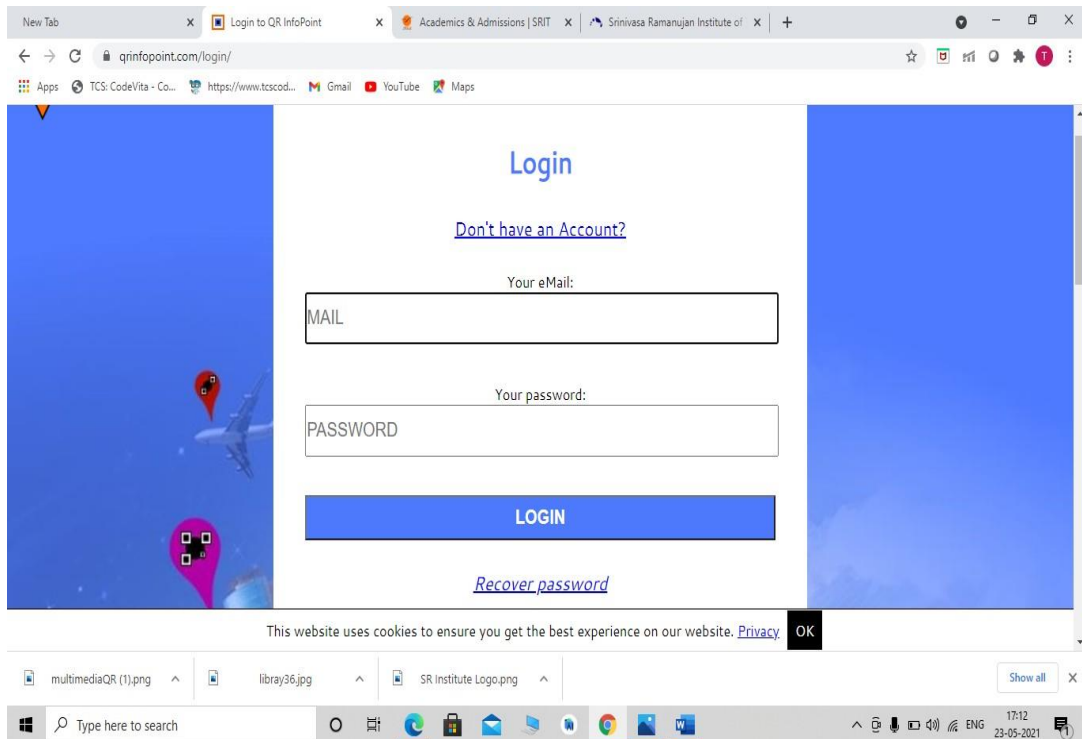 New Tab
Login to QR InfoPoint
Academics & Admissions | SRIT
Srinivasa Ramanujan Institute of
qrinfopoint.com/login/
T
Apps
TCS: CodeVita - Co...
https://www.tcscod...
Gmail
YouTube
Maps
Login
Don't have an Account?
Your eMail:
MAIL
Your password:
PASSWORD
LOGIN
Recover password
This website uses cookies to ensure you get the best experience on our website. Privacy OK
multimediaQR (1).png
libray36.jpg
SR Institute Logo.png
Show all
Type here to search
ENG
17:12
23-05-2021